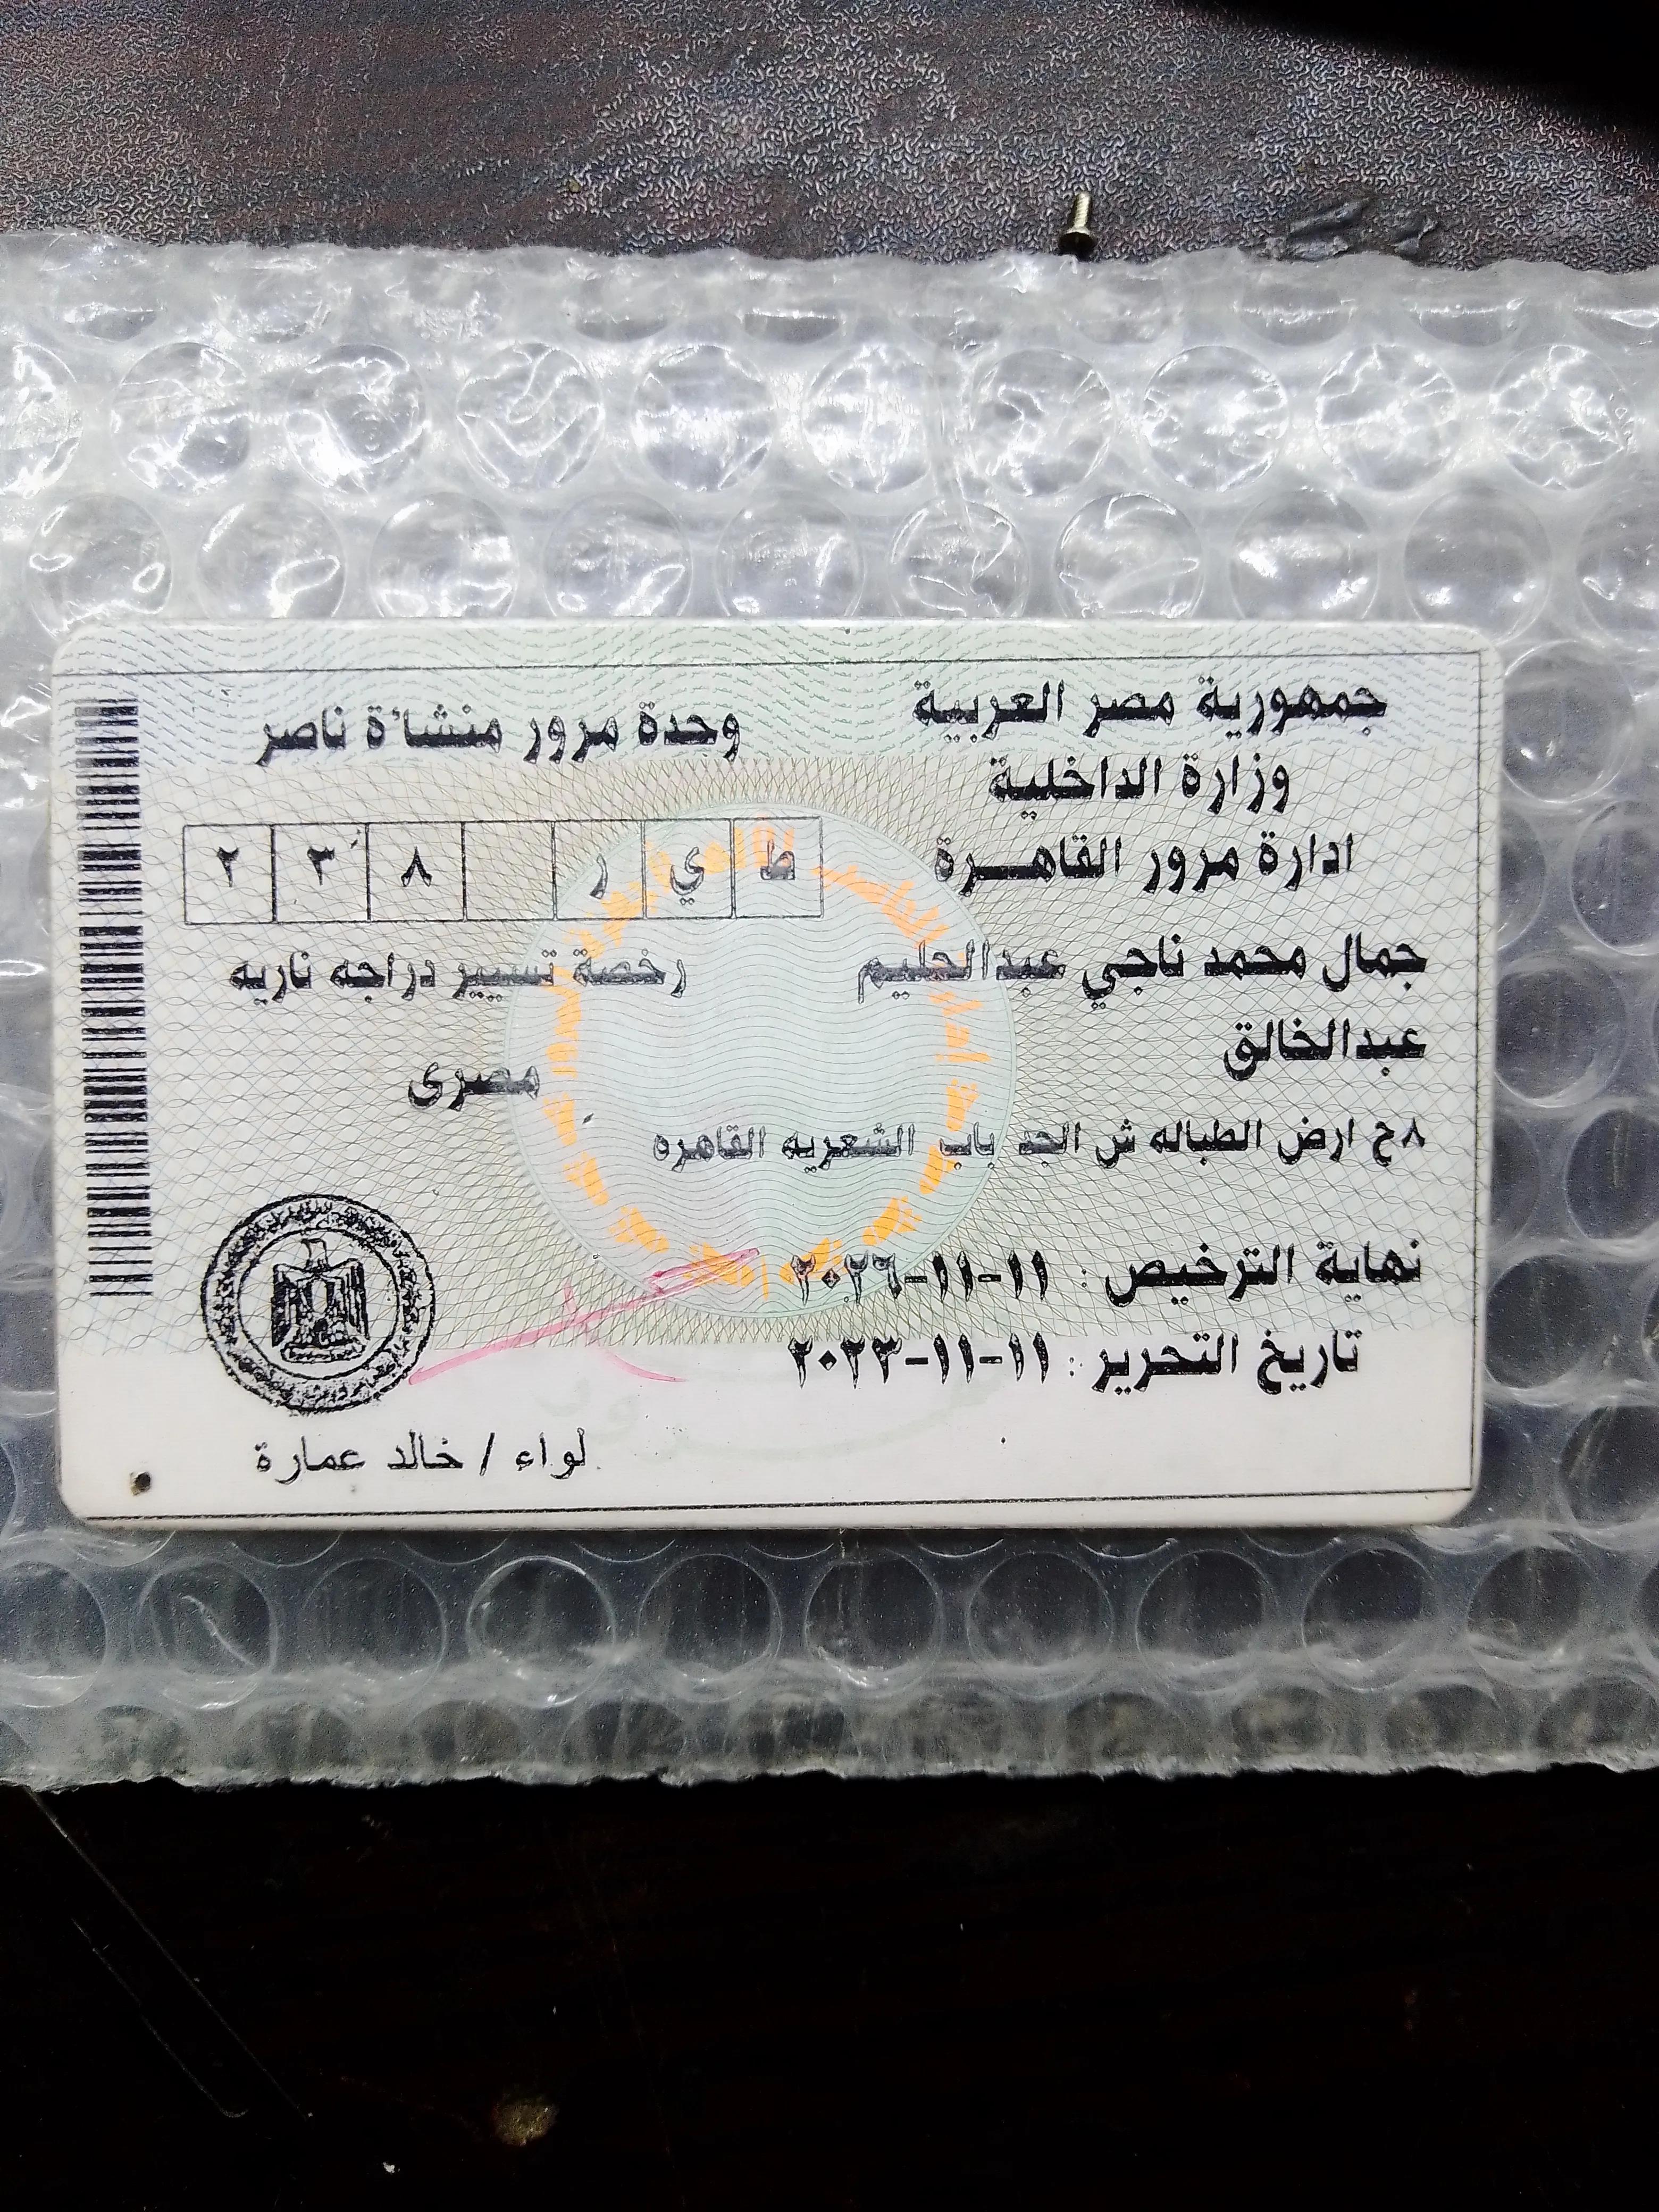 جمهورية مصر العربية
وحدة مرور منشاءة ناصر
وزارة الداخلية
ادارة مرور القاهـــرة
ط ي ر ٨ ٣ ٢
جمال محمد ناجي عبدالحليم
رخصة تسيير دراجه ناريه
عبدالخالق
مصرى
٨ح ارض الطباله ش الجد باب الشعريه القاهره
نهاية الترخيص : ١١-١١-٢٠٢٦
تاريخ التحرير : ١١-١١-٢٠٢٣
لواء / خالد عمارة